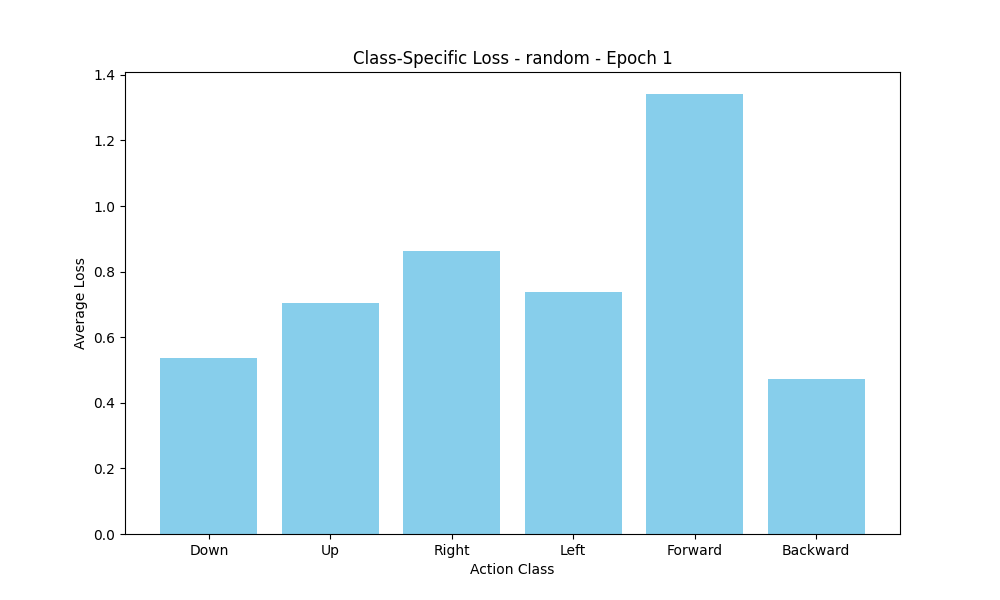 Class-Specific Loss - random - Epoch 1
Average Loss
1.4
1.2
1.0
0.8
0.6
0.4
0.2
0.0
Down Up Right Left Forward Backward
Action Class